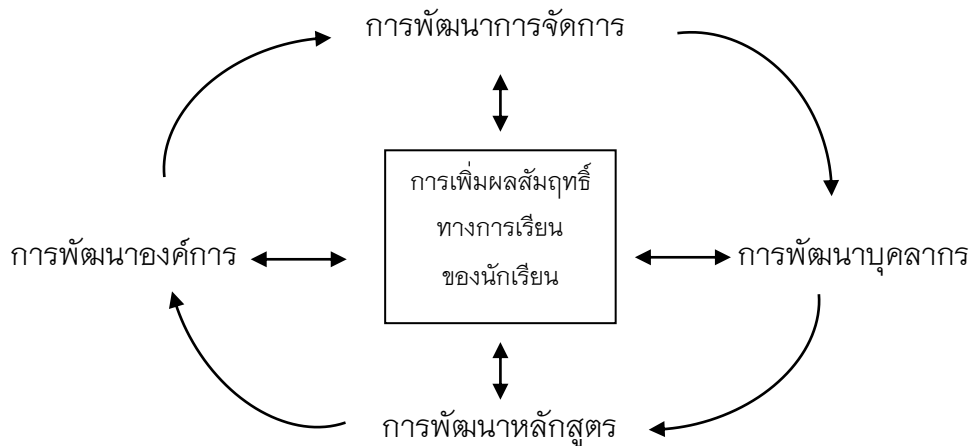 การพัฒนาการจัดการ
การเพิ่มผลสัมฤทธิ์
ทางการเรียน
ของนักเรียน
การพัฒนาองค์การ
การพัฒนาบุคลากร
การพัฒนาหลักสูตร